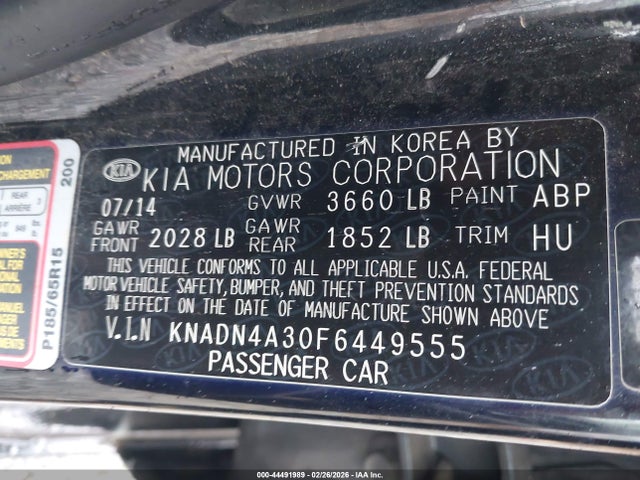 MANUFACTURED IN KOREA BY
KIA KIA MOTORS CORPORATION
07/14 GVWR 3660 LB PAINT ABP
GAWR FRONT 2028 LB GAWR REAR 1852 LB TRIM HU
THIS VEHICLE CONFORMS TO ALL APPLICABLE U.S.A. FEDERAL
MOTOR VEHICLE SAFETY, BUMPER, AND THEFT PREVENTION STANDARDS
IN EFFECT ON THE DATE OF MANUFACTURE SHOWN ABOVE
V.I.N KNADN4A30F6449555
PASSENGER CAR
CHARGEMENT
REAR
ARRIÈRE
200
P185/65R15
000-44491989 - 02/26/2026 - IAA Inc.